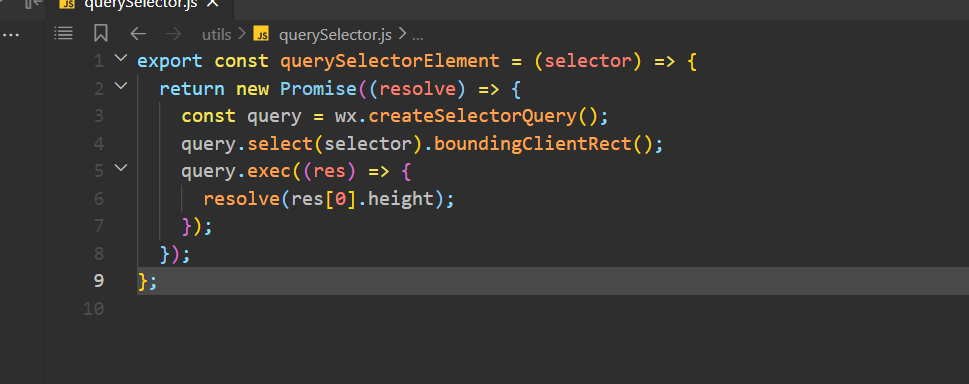 querySelector.js ×
utils > JS querySelector.js > ...
1 export const querySelectorElement = (selector) => {
2 return new Promise((resolve) => {
3 const query = wx.createSelectorQuery();
4 query.select(selector).boundingClientRect();
5 query.exec((res) => {
6 resolve(res[0].height);
7 });
8 });
9 };
10